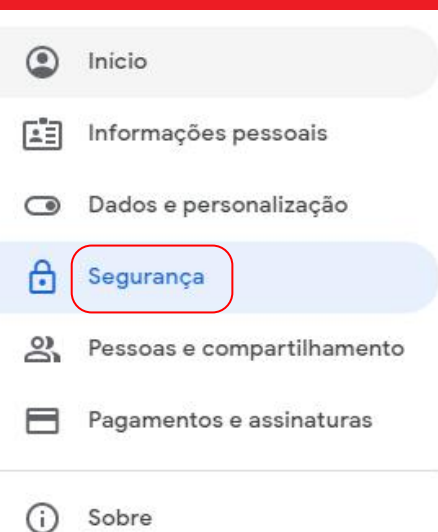 Início
Informações pessoais
Dados e personalização
Segurança
Pessoas e compartilhamento
Pagamentos e assinaturas
Sobre